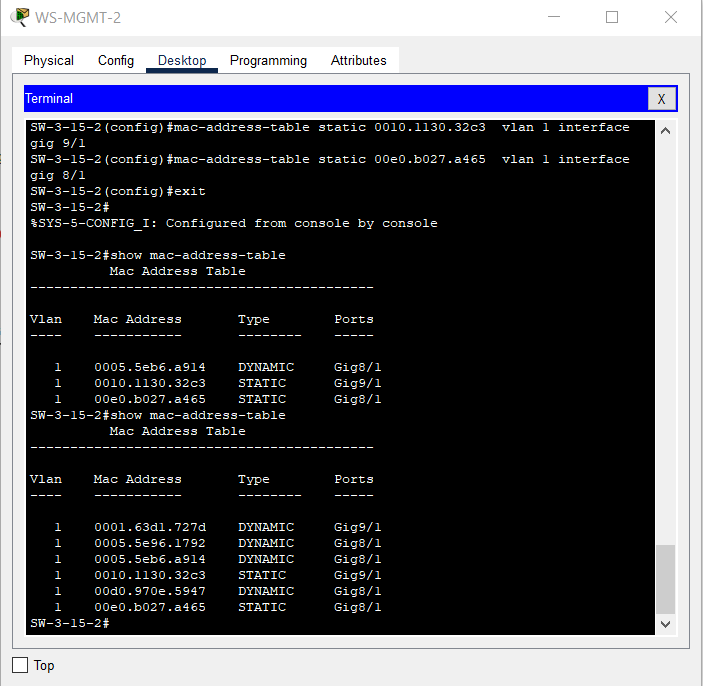 WS-MGMT-2
Physical Config Desktop Programming Attributes
Terminal X
SW-3-15-2(config)#mac-address-table static 0010.1130.32c3  vlan 1 interface
gig 9/1
SW-3-15-2(config)#mac-address-table static 00e0.b027.a465  vlan 1 interface
gig 8/1
SW-3-15-2(config)#exit
SW-3-15-2#
%SYS-5-CONFIG_I: Configured from console by console
SW-3-15-2#show mac-address-table
          Mac Address Table
-------------------------------------------
Vlan    Mac Address       Type        Ports
----    -----------       --------    -----
   1    0005.5eb6.a914    DYNAMIC     Gig8/1
   1    0010.1130.32c3    STATIC      Gig9/1
   1    00e0.b027.a465    STATIC      Gig8/1
SW-3-15-2#show mac-address-table
          Mac Address Table
-------------------------------------------
Vlan    Mac Address       Type        Ports
----    -----------       --------    -----
   1    0001.63d1.727d    DYNAMIC     Gig9/1
   1    0005.5e96.1792    DYNAMIC     Gig8/1
   1    0005.5eb6.a914    DYNAMIC     Gig8/1
   1    0010.1130.32c3    STATIC      Gig9/1
   1    00d0.970e.5947    DYNAMIC     Gig8/1
   1    00e0.b027.a465    STATIC      Gig8/1
SW-3-15-2#
Top